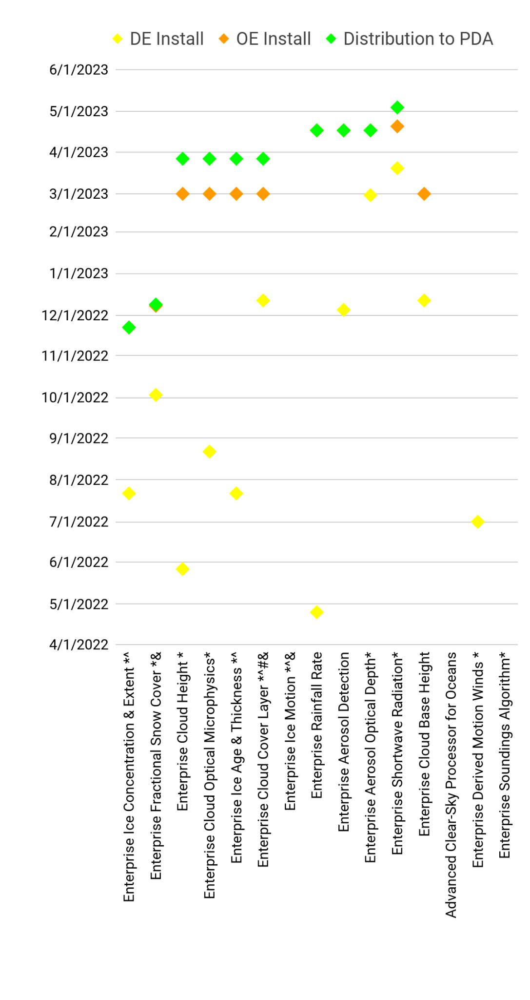 DE Install
OE Install
Distribution to PDA
6/1/2023
5/1/2023
4/1/2023
3/1/2023
2/1/2023
1/1/2023
12/1/2022
11/1/2022
10/1/2022
9/1/2022
8/1/2022
7/1/2022
6/1/2022
5/1/2022
4/1/2022
Enterprise Ice Concentration & Extent *^
Enterprise Fractional Snow Cover *&
Enterprise Cloud Height *
Enterprise Cloud Optical Microphysics*
Enterprise Ice Age & Thickness *^
Enterprise Cloud Cover Layer *^#&
Enterprise Ice Motion *^&
Enterprise Rainfall Rate
Enterprise Aerosol Detection
Enterprise Aerosol Optical Depth*
Enterprise Shortwave Radiation*
Enterprise Cloud Base Height
Advanced Clear-Sky Processor for Oceans
Enterprise Derived Motion Winds *
Enterprise Soundings Algorithm*